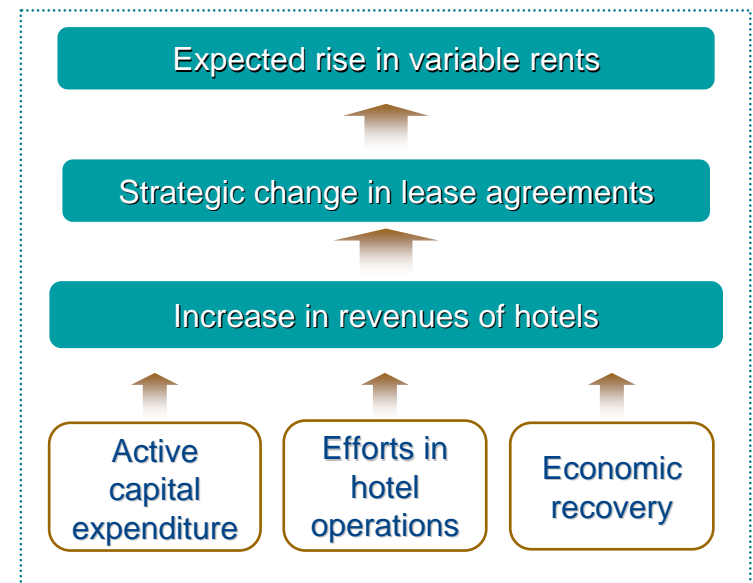 Expected rise in variable rents
Strategic change in lease agreements
Increase in revenues of hotels
Active
capital
expenditure
Efforts in
hotel
operations
Economic
recovery